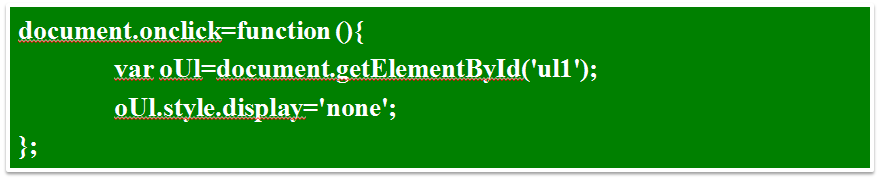 document.onclick=function (){
var oUl=document.getElementById('ul1');
oUl.style.display='none';
};